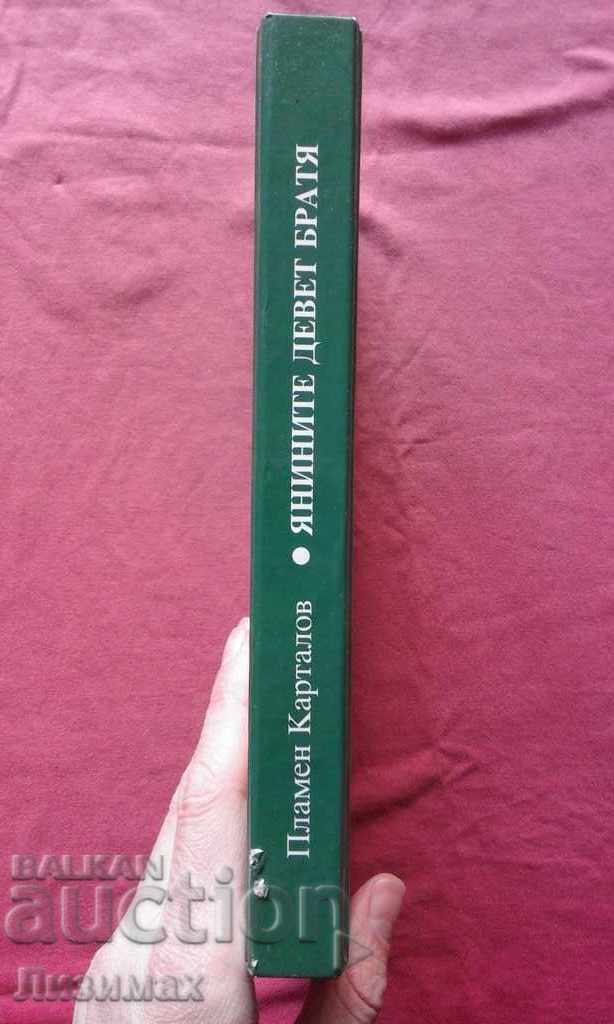 Пламен Карталов • ЯНИНИТЕ ДЕВЕТ БРАТЯ
BALKAN
auction
Лизимах